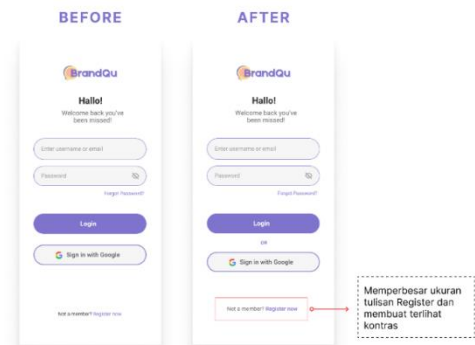 BEFORE
AFTER
BrandQu
Hallo!
Welcome back you've
been missed!
Enter username or email
Password
Forgot Password?
Login
Sign in with Google
Not a member? Register now
BrandQu
Hallo!
Welcome back you've
been missed!
Enter username or email
Password
Forgot Password?
Login
OR
Sign in with Google
Not a member? Register now
Memperbesar ukuran
tulisan Register dan
membuat terlihat
kontras